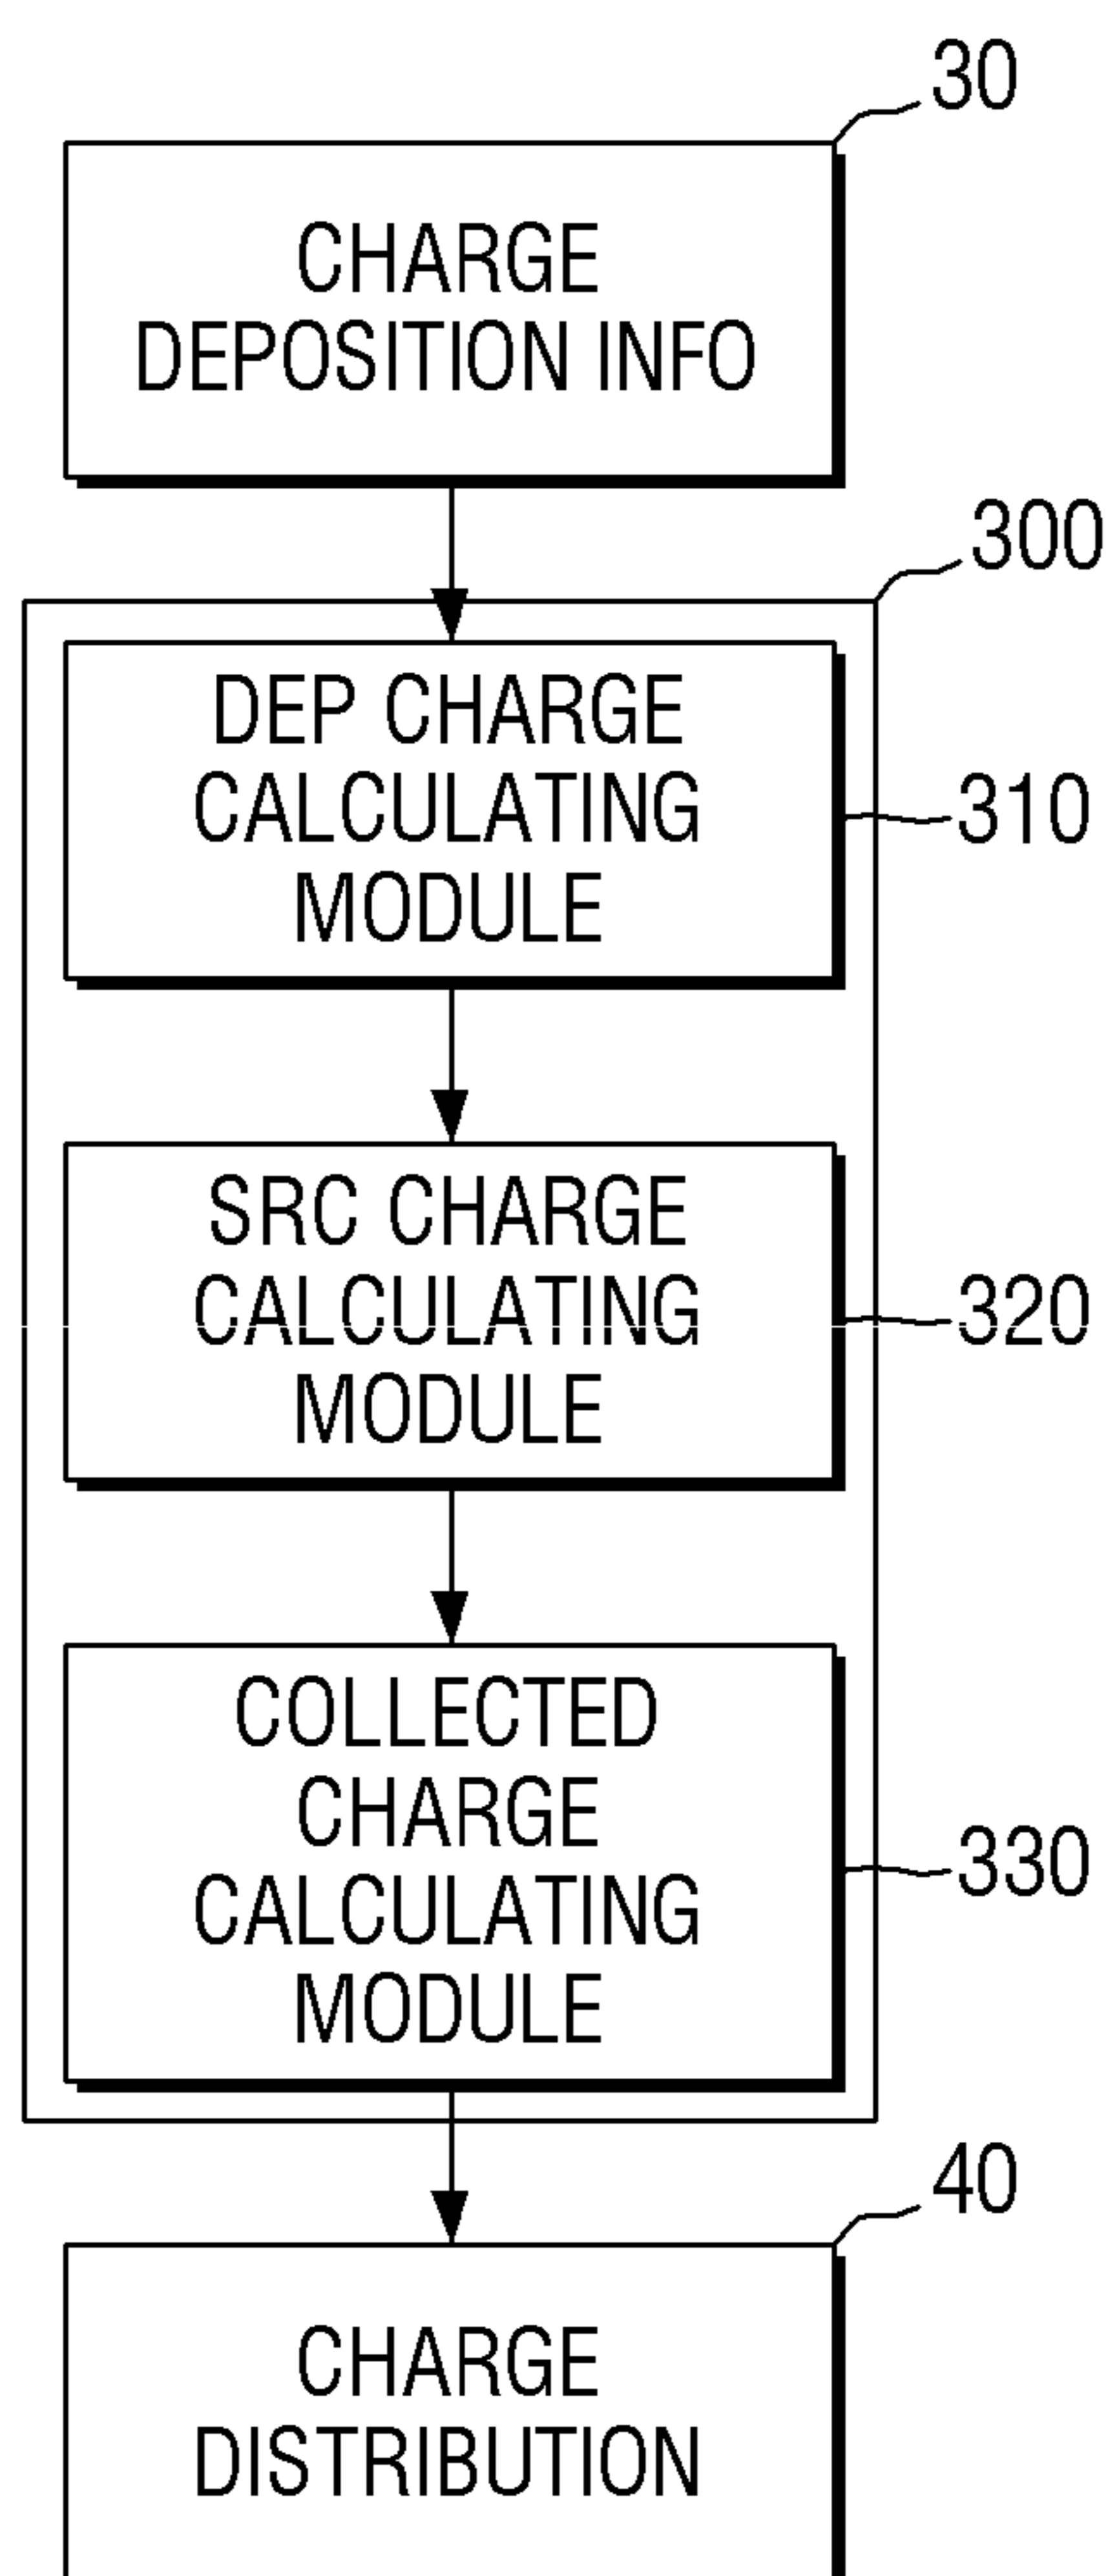 30
CHARGE
DEPOSITION INFO
300
DEP CHARGE
CALCULATING
MODULE
310
SRC CHARGE
CALCULATING
MODULE
320
COLLECTED
CHARGE
CALCULATING
MODULE
330
40
CHARGE
DISTRIBUTION